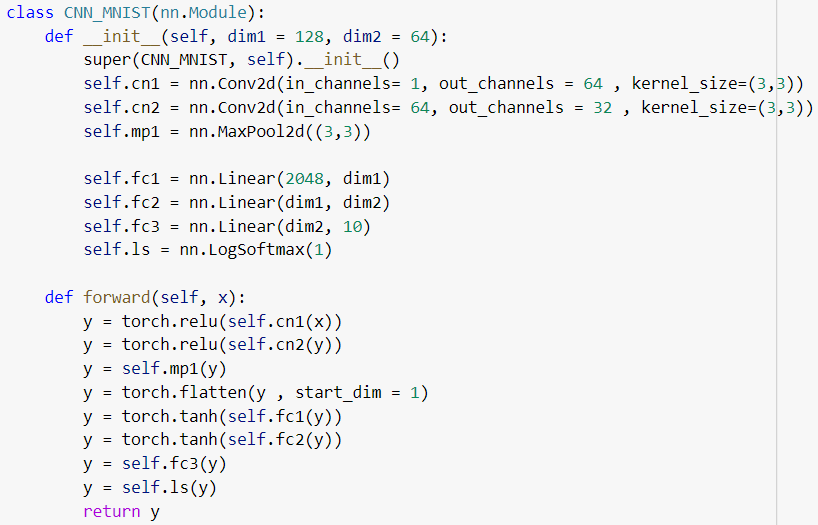 class CNN_MNIST(nn.Module):
    def __init__(self, dim1 = 128, dim2 = 64):
        super(CNN_MNIST, self).__init__()
        self.cn1 = nn.Conv2d(in_channels= 1, out_channels = 64 , kernel_size=(3,3))
        self.cn2 = nn.Conv2d(in_channels= 64, out_channels = 32 , kernel_size=(3,3))
        self.mp1 = nn.MaxPool2d((3,3))

        self.fc1 = nn.Linear(2048, dim1)
        self.fc2 = nn.Linear(dim1, dim2)
        self.fc3 = nn.Linear(dim2, 10)
        self.ls = nn.LogSoftmax(1)

    def forward(self, x):
        y = torch.relu(self.cn1(x))
        y = torch.relu(self.cn2(y))
        y = self.mp1(y)
        y = torch.flatten(y , start_dim = 1)
        y = torch.tanh(self.fc1(y))
        y = torch.tanh(self.fc2(y))
        y = self.fc3(y)
        y = self.ls(y)
        return y